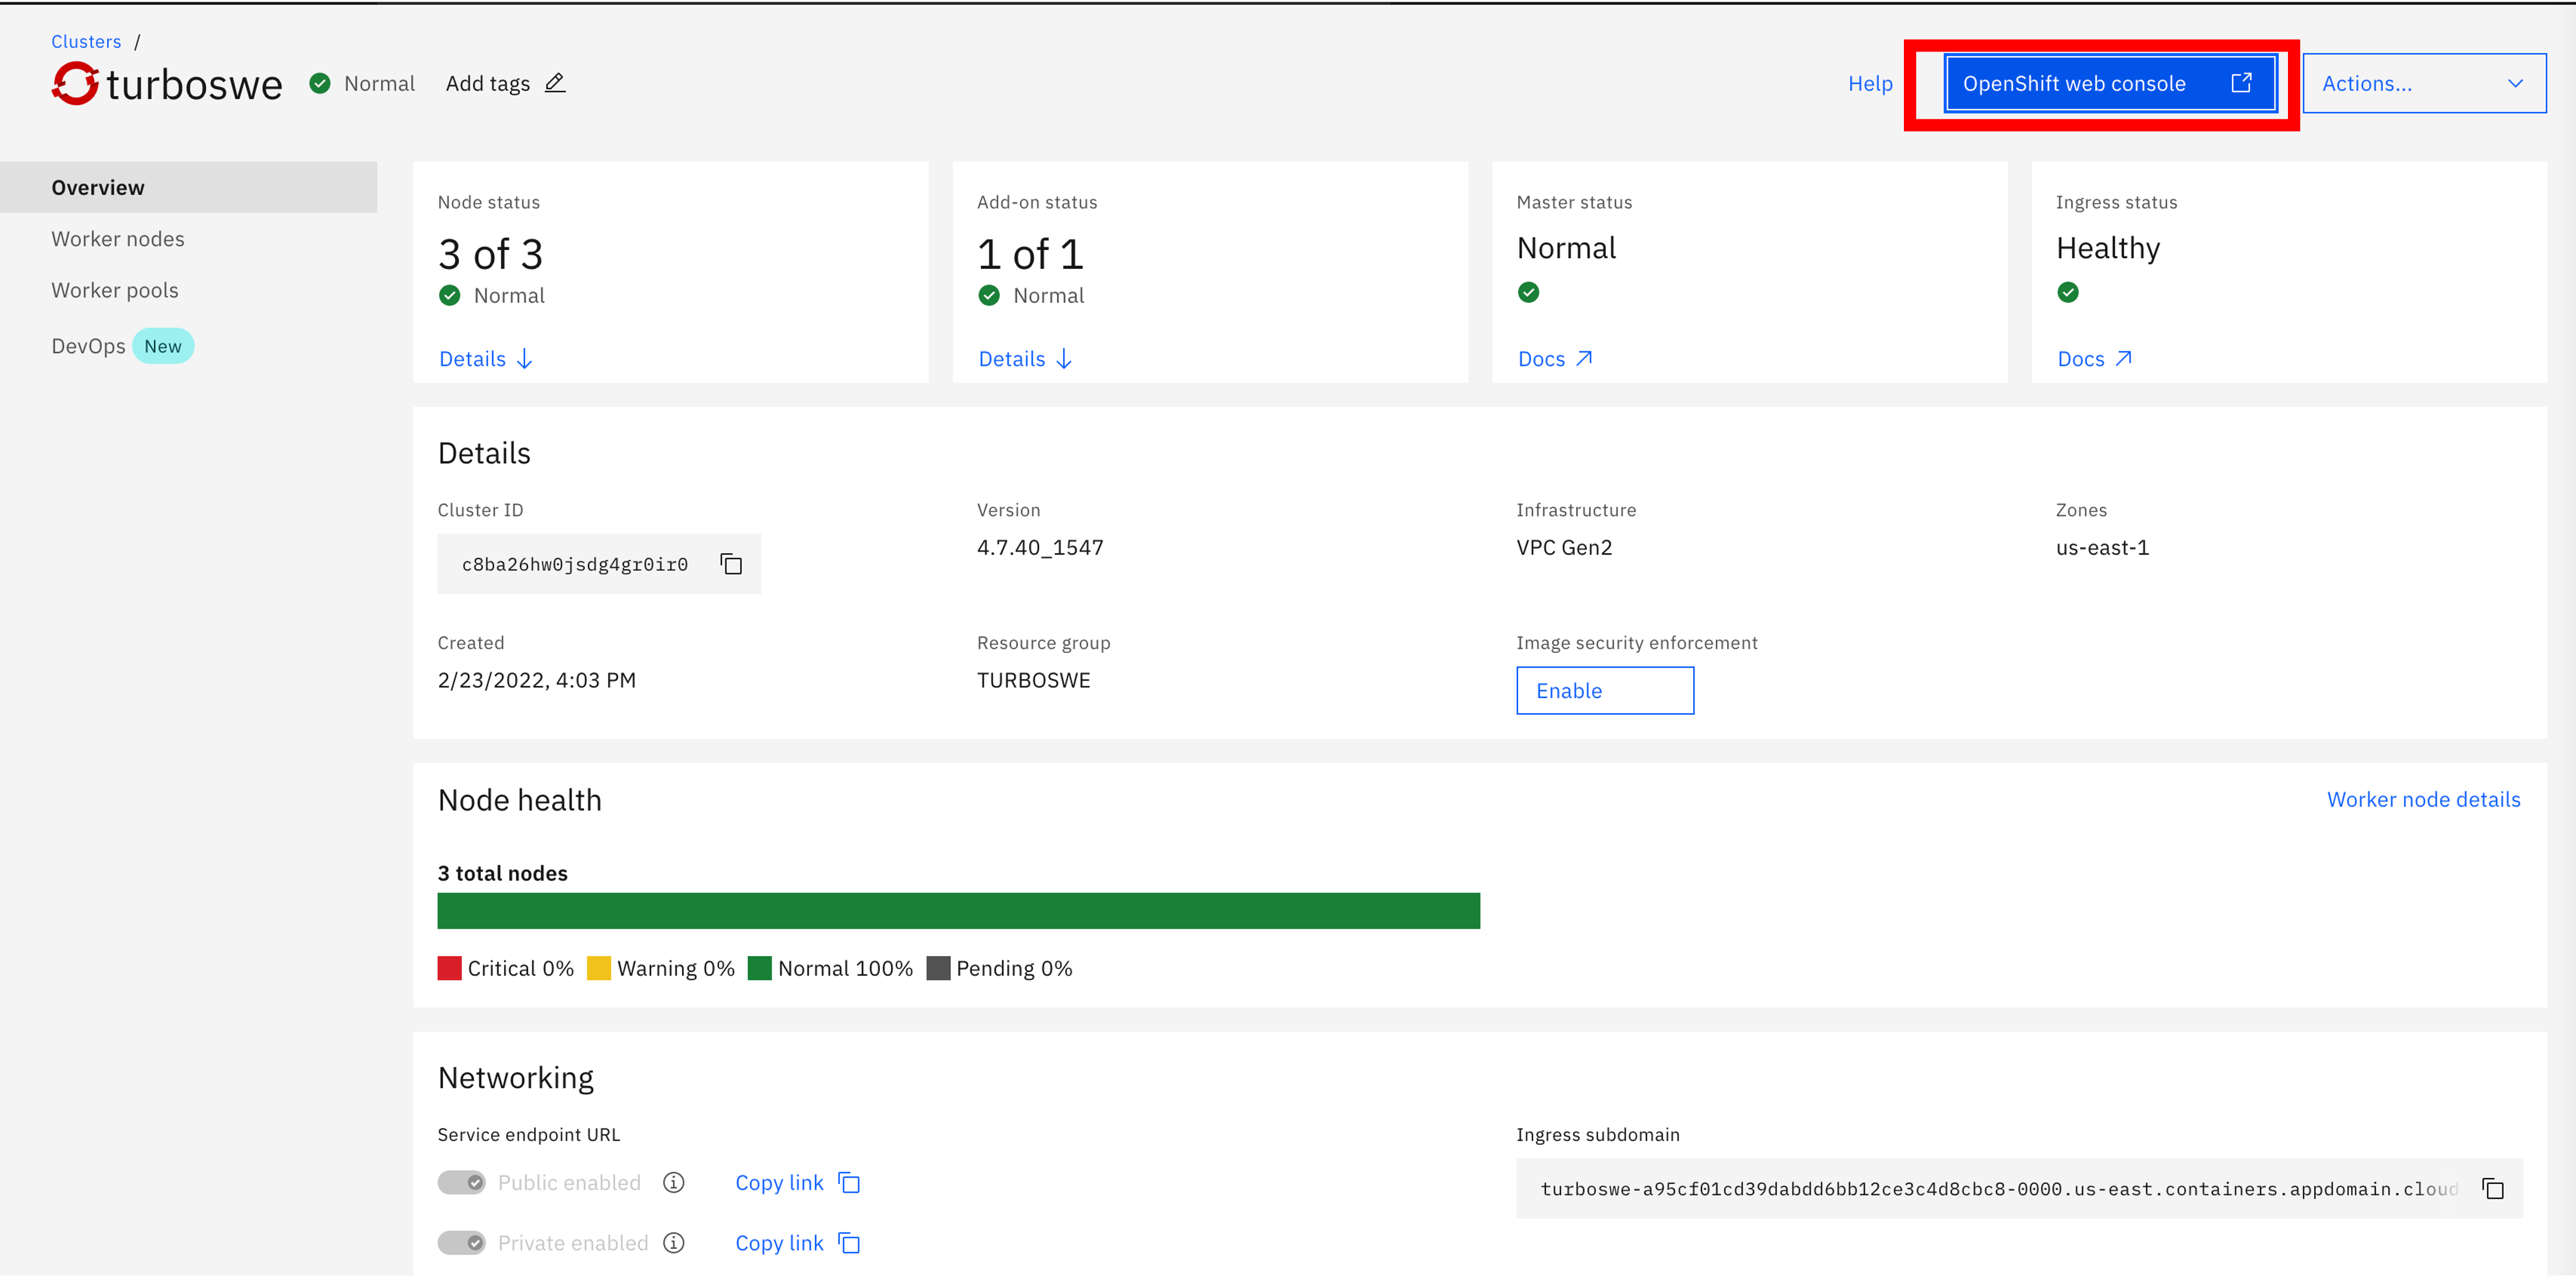 Clusters /
turboswe Normal Add tags Help OpenShift web console Actions...
Overview
Worker nodes
Worker pools
DevOps New
Node status
3 of 3
Normal
Details
Add-on status
1 of 1
Normal
Details
Master status
Normal
Docs
Ingress status
Healthy
Docs
Details
Cluster ID
c8ba26hw0jsdg4gr0ir0
Version
4.7.40_1547
Infrastructure
VPC Gen2
Zones
us-east-1
Created
2/23/2022, 4:03 PM
Resource group
TURBOSWE
Image security enforcement
Enable
Node health
Worker node details
3 total nodes
Critical 0% Warning 0% Normal 100% Pending 0%
Networking
Service endpoint URL
Public enabled Copy link
Private enabled Copy link
Ingress subdomain
turboswe-a95cf01cd39dabdd6bb12ce3c4d8cbc8-0000.us-east.containers.appdomain.cloud